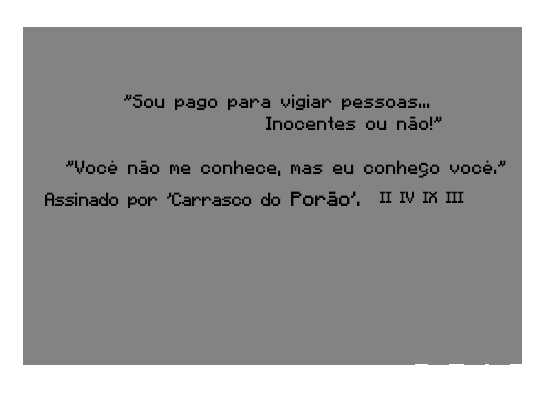 "Sou pago para vigiar pessoas...
Inocentes ou não!"
"Você não me conhece, mas eu conheço você."
Assinado por 'Carrasco do Porão'. II IV IX III